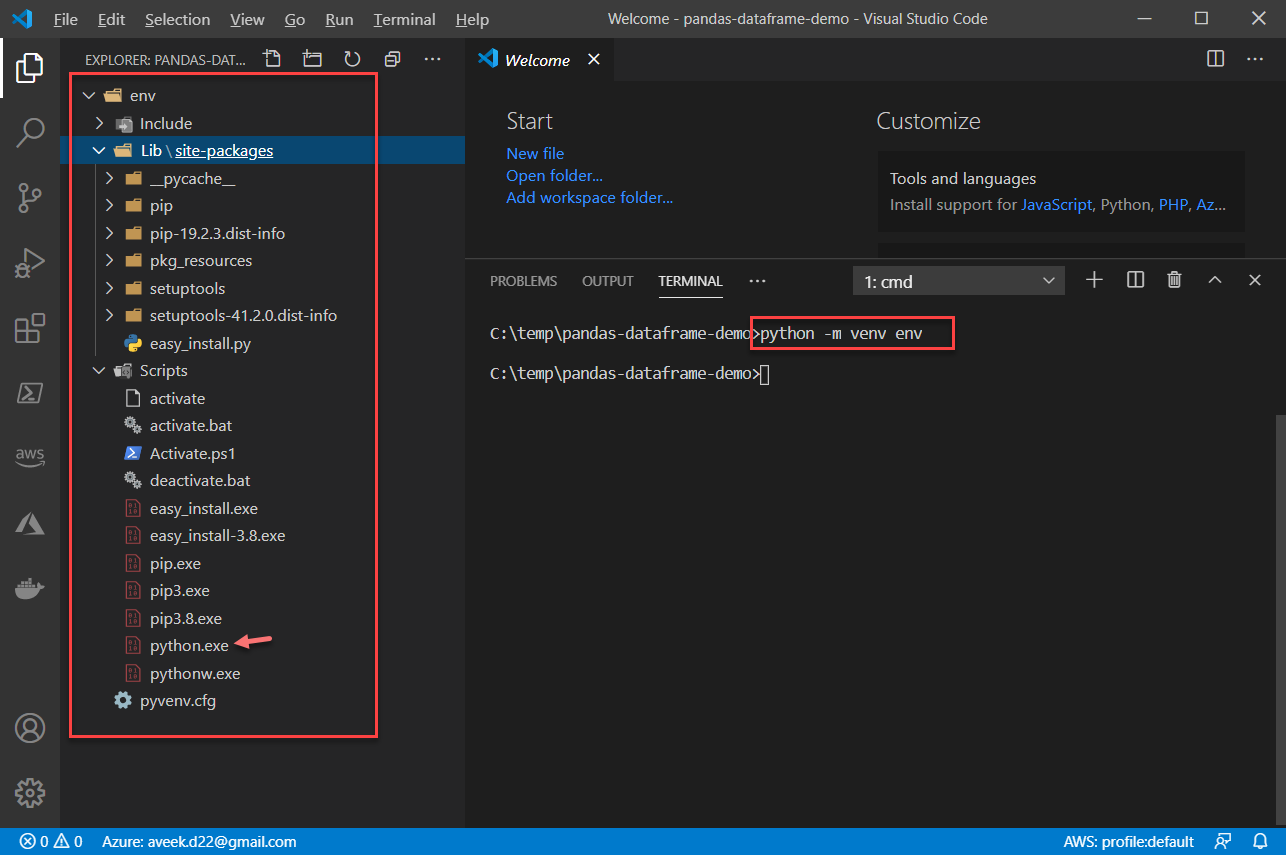 File Edit Selection View Go Run Terminal Help Welcome - pandas-dataframe-demo - Visual Studio Code
EXPLORER: PANDAS-DAT...
env
Include
Lib \ site-packages
__pycache__
pip
pip-19.2.3.dist-info
pkg_resources
setuptools
setuptools-41.2.0.dist-info
easy_install.py
Scripts
activate
activate.bat
Activate.ps1
deactivate.bat
easy_install.exe
easy_install-3.8.exe
pip.exe
pip3.exe
pip3.8.exe
python.exe
pythonw.exe
pyvenv.cfg
aws
Welcome
Start
New file
Open folder...
Add workspace folder...
Customize
Tools and languages
Install support for JavaScript, Python, PHP, Az...
PROBLEMS OUTPUT TERMINAL ... 1: cmd
C:\temp\pandas-dataframe-demo>python -m venv env
C:\temp\pandas-dataframe-demo>
0 0 Azure: aveek.d22@gmail.com AWS: profile:default